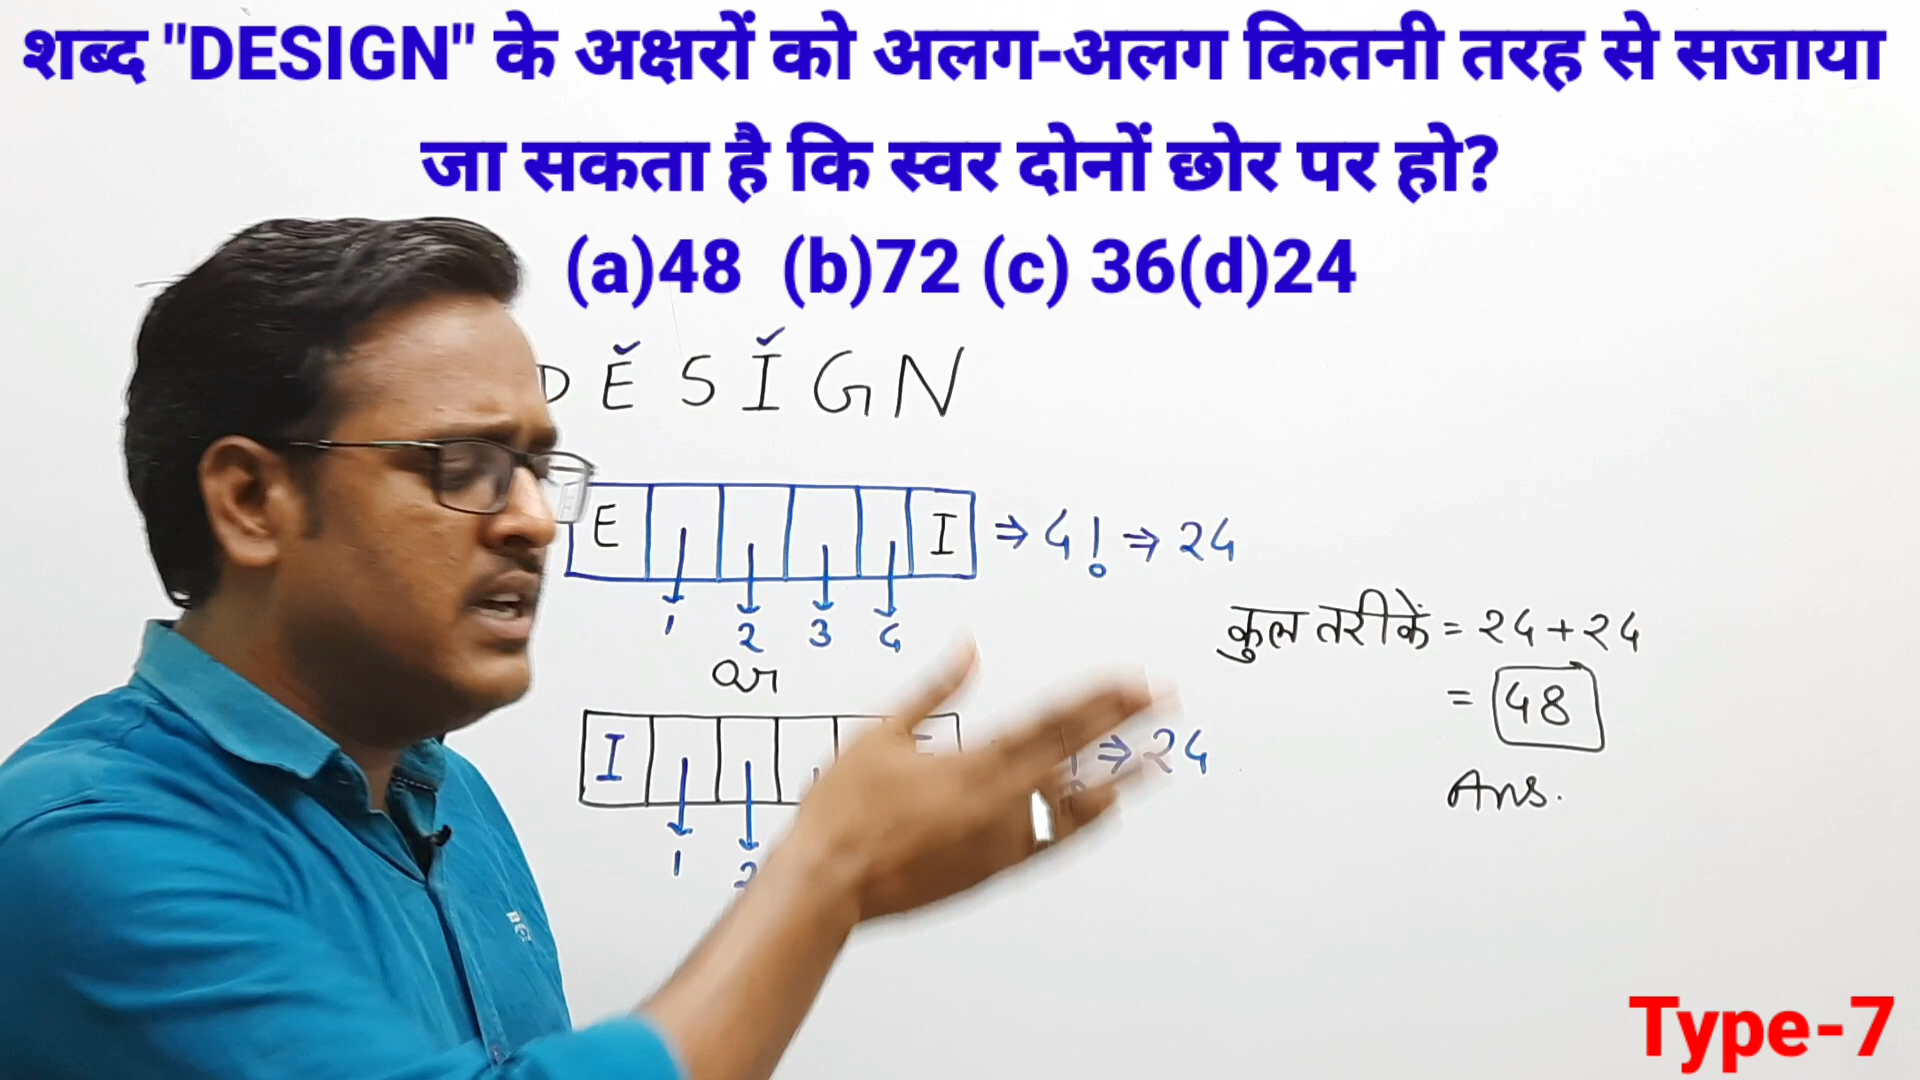 शब्द "DESIGN" के अक्षरों को अलग-अलग कितनी तरह से सजाया
जा सकता है कि स्वर दोनों छोर पर हो?
(a)48 (b)72 (c) 36(d)24
D E S I G N
E I ⇒ 4! ⇒ 24
1 2 3 4
or
I E ! ⇒ 24
1 2
कुल तरीकें = 24 + 24
= 48
Ans.
Type-7